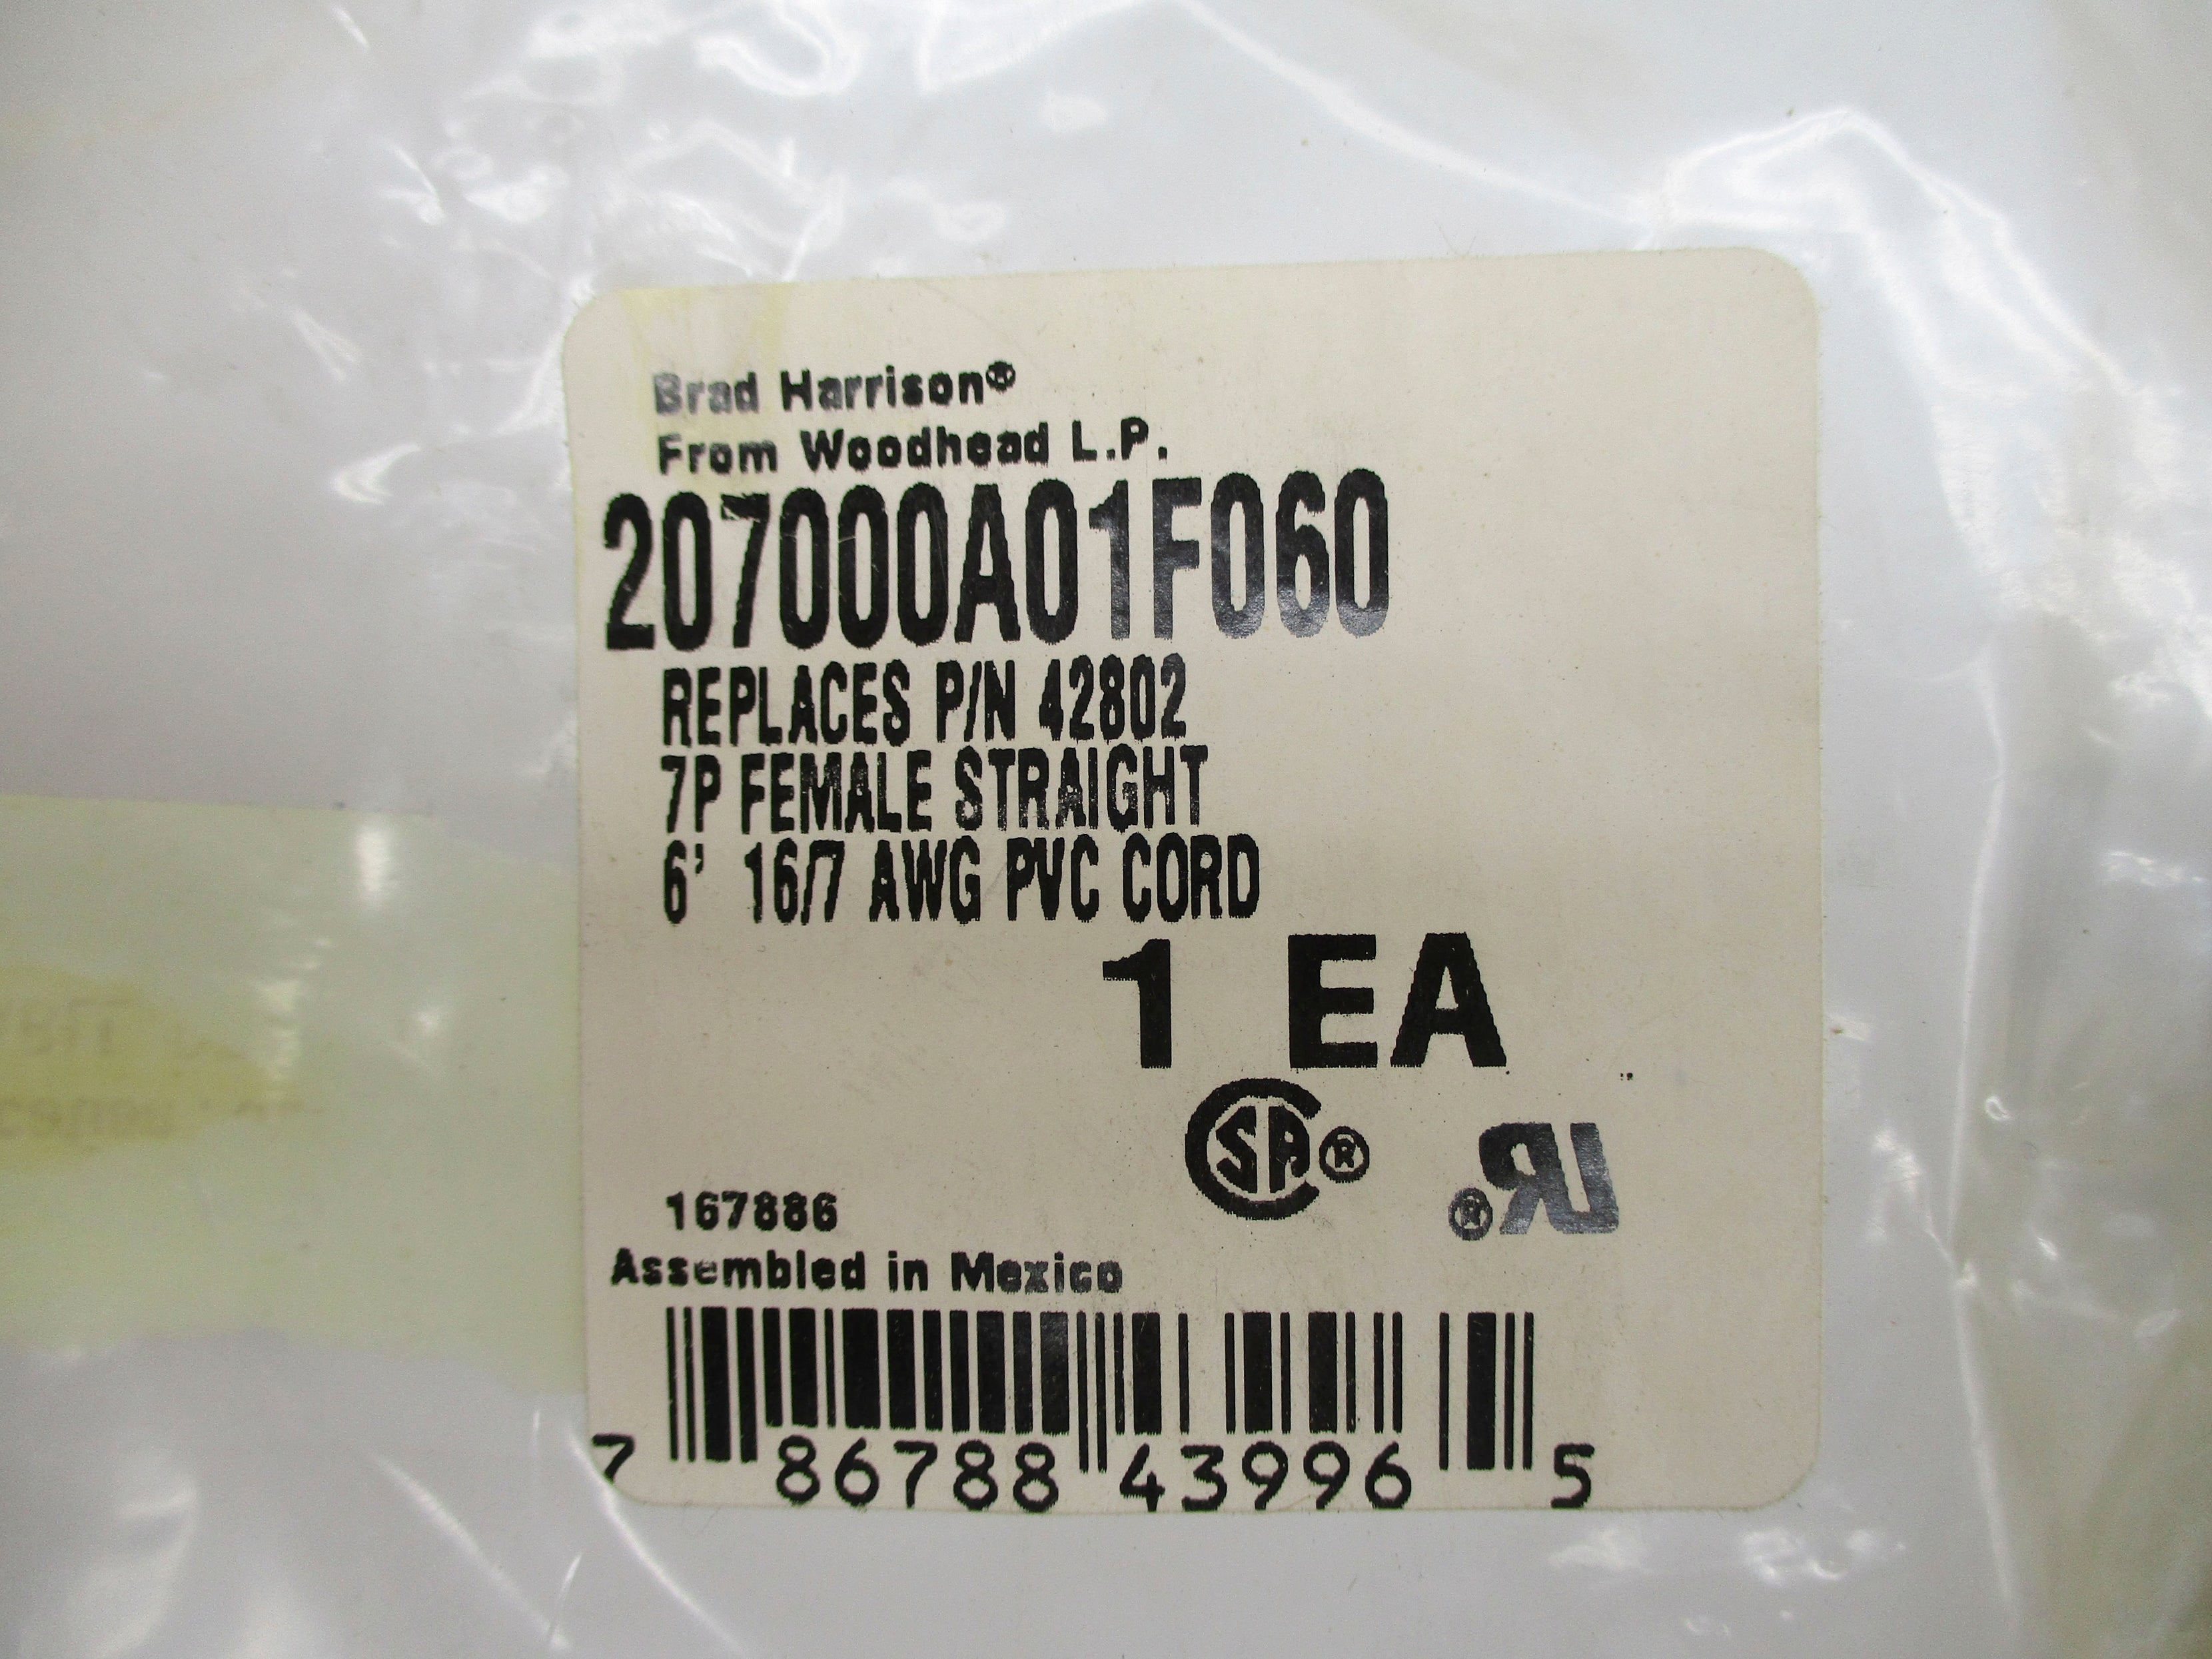 Brad Harrison®
From Woodhead L.P.
207000A01F060
REPLACES P/N 42802
7P FEMALE STRAIGHT
6' 16/7 AWG PVC CORD
1 EA
CSA®
167886
Assembled in Mexico
7 86788 43996 5